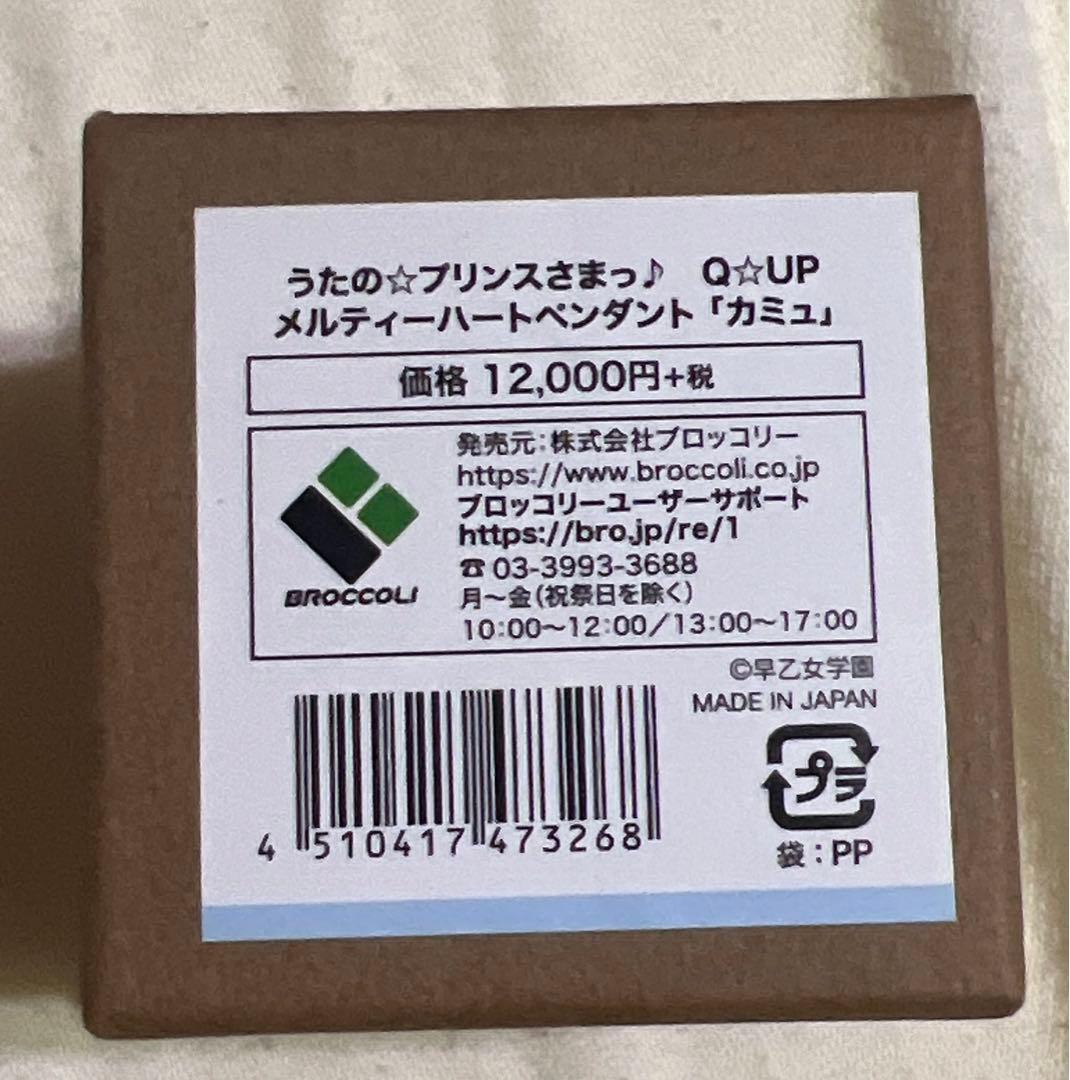 うたの☆プリンスさまっ♪ Q☆UP
メルティーハートペンダント「カミュ」
価格 12,000円+税
発売元:株式会社ブロッコリー
https://www.broccoli.co.jp
ブロッコリーユーザーサポート
https://bro.jp/re/1
☎ 03-3993-3688
月〜金(祝祭日を除く)
10:00〜12:00/13:00〜17:00
BROCCOLI
©早乙女学園
MADE IN JAPAN
プラ
袋:PP
4 510417 473268